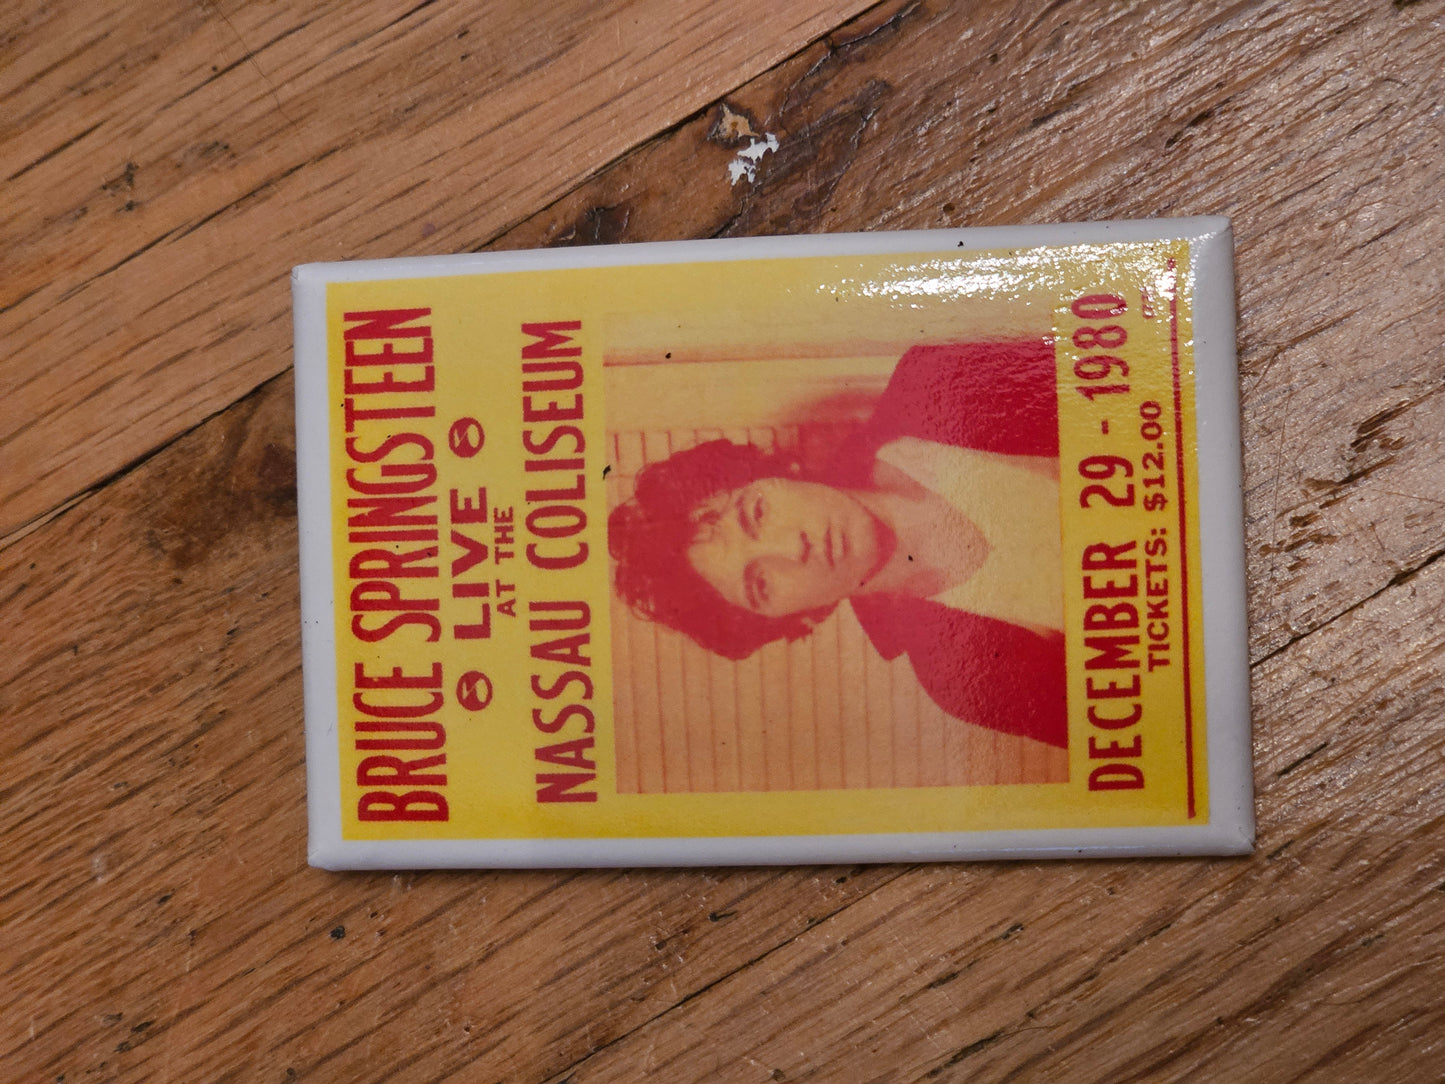 BRUCE SPRINGSTEEN
LIVE
AT THE
NASSAU COLISEUM
DECEMBER 29 - 1980
TICKETS: $12.00